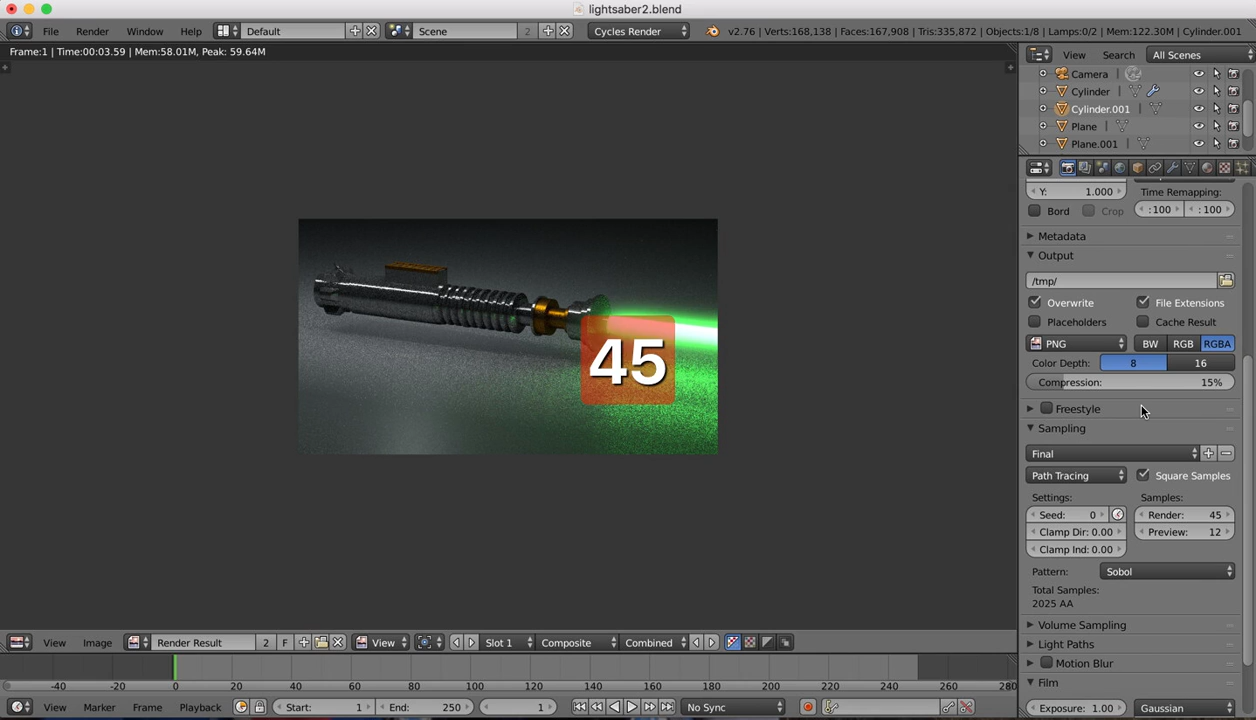 lightsaber2.blend
File Render Window Help Default Scene 2 Cycles Render v2.76 | Verts:168,138 | Faces:167,908 | Tris:335,872 | Objects:1/8 | Lamps:0/2 | Mem:122.30M | Cylinder.001
Frame:1 | Time:00:03.59 | Mem:58.01M, Peak: 59.64M
View Search All Scenes
Camera
Cylinder
Cylinder.001
Plane
Plane.001
Y: 1.000 Time Remapping:
Bord Crop :100 :100
Metadata
Output
/tmp/
Overwrite File Extensions
Placeholders Cache Result
PNG BW RGB RGBA
Color Depth: 8 16
Compression: 15%
45
Freestyle
Sampling
Final
Path Tracing Square Samples
Settings: Samples:
Seed: 0 Render: 45
Clamp Dir: 0.00 Preview: 12
Clamp Ind: 0.00
Pattern: Sobol
Total Samples:
2025 AA
Volume Sampling
Light Paths
Motion Blur
Film
Exposure: 1.00 Gaussian
View Image Render Result 2 F View Slot 1 Composite Combined
-40 -20 0 20 40 60 80 100 120 140 160 180 200 220 240 260 280
View Marker Frame Playback Start: 1 End: 250 1 No Sync